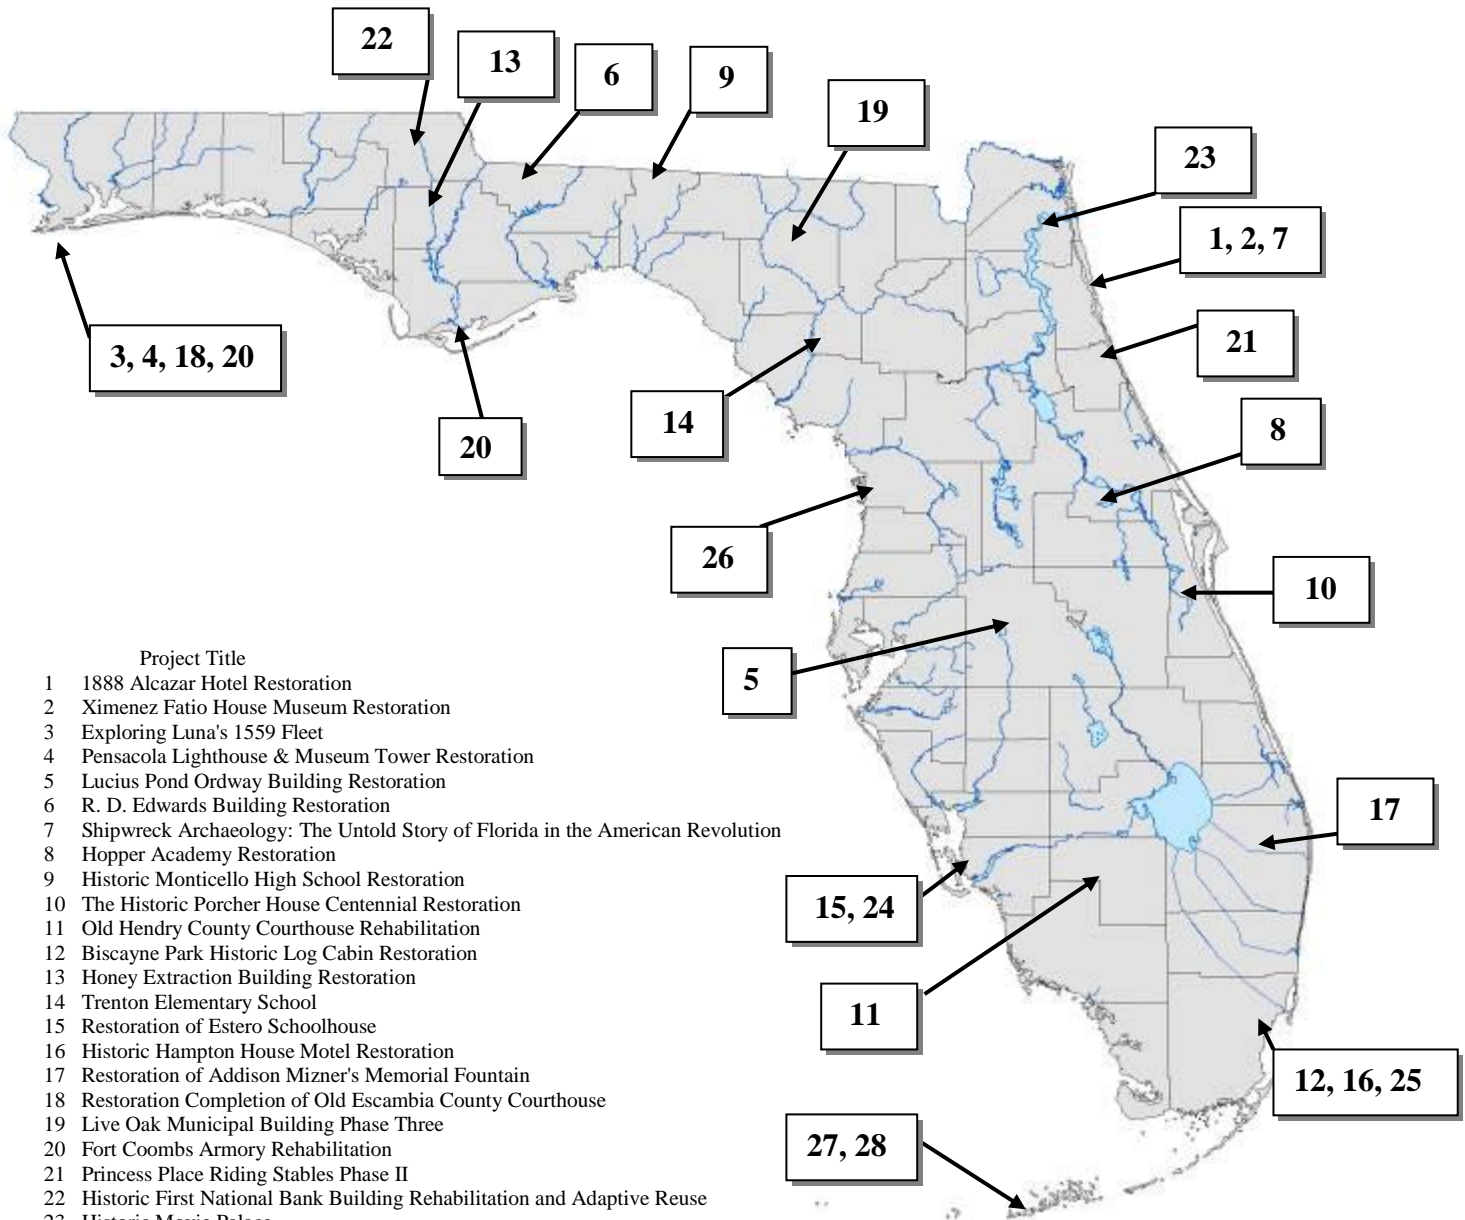 22
13
6
9
19
23
1, 2, 7
3, 4, 18, 20
21
14
20
8
26
10
5
17
15, 24
11
12, 16, 25
27, 28
Project Title
1 1888 Alcazar Hotel Restoration
2 Ximenez Fatio House Museum Restoration
3 Exploring Luna's 1559 Fleet
4 Pensacola Lighthouse & Museum Tower Restoration
5 Lucius Pond Ordway Building Restoration
6 R. D. Edwards Building Restoration
7 Shipwreck Archaeology: The Untold Story of Florida in the American Revolution
8 Hopper Academy Restoration
9 Historic Monticello High School Restoration
10 The Historic Porcher House Centennial Restoration
11 Old Hendry County Courthouse Rehabilitation
12 Biscayne Park Historic Log Cabin Restoration
13 Honey Extraction Building Restoration
14 Trenton Elementary School
15 Restoration of Estero Schoolhouse
16 Historic Hampton House Motel Restoration
17 Restoration of Addison Mizner's Memorial Fountain
18 Restoration Completion of Old Escambia County Courthouse
19 Live Oak Municipal Building Phase Three
20 Fort Coombs Armory Rehabilitation
21 Princess Place Riding Stables Phase II
22 Historic First National Bank Building Rehabilitation and Adaptive Reuse
23 Historic Movie Palace